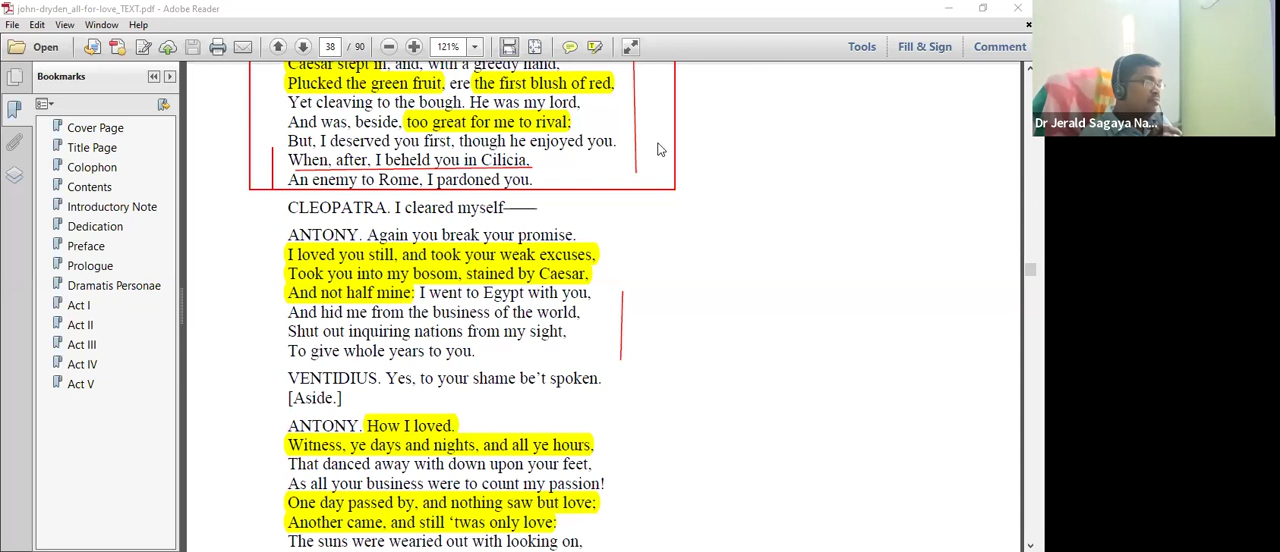 john-dryden_all-for-love_TEXT.pdf - Adobe Reader
File Edit View Window Help
Open
38 / 90
121%
Tools
Fill & Sign
Comment
Bookmarks
Cover Page
Title Page
Colophon
Contents
Introductory Note
Dedication
Preface
Prologue
Dramatis Personae
Act I
Act II
Act III
Act IV
Act V
Caesar stept in, and, with a greedy hand,
Plucked the green fruit, ere the first blush of red,
Yet cleaving to the bough. He was my lord,
And was, beside, too great for me to rival;
But, I deserved you first, though he enjoyed you.
When, after, I beheld you in Cilicia,
An enemy to Rome, I pardoned you.
CLEOPATRA. I cleared myself——
ANTONY. Again you break your promise.
I loved you still, and took your weak excuses,
Took you into my bosom, stained by Caesar,
And not half mine: I went to Egypt with you,
And hid me from the business of the world,
Shut out inquiring nations from my sight,
To give whole years to you.
VENTIDIUS. Yes, to your shame be’t spoken.
[Aside.]
ANTONY. How I loved.
Witness, ye days and nights, and all ye hours,
That danced away with down upon your feet,
As all your business were to count my passion!
One day passed by, and nothing saw but love;
Another came, and still ‘twas only love:
The suns were wearied out with looking on,
Dr Jerald Sagaya Na...